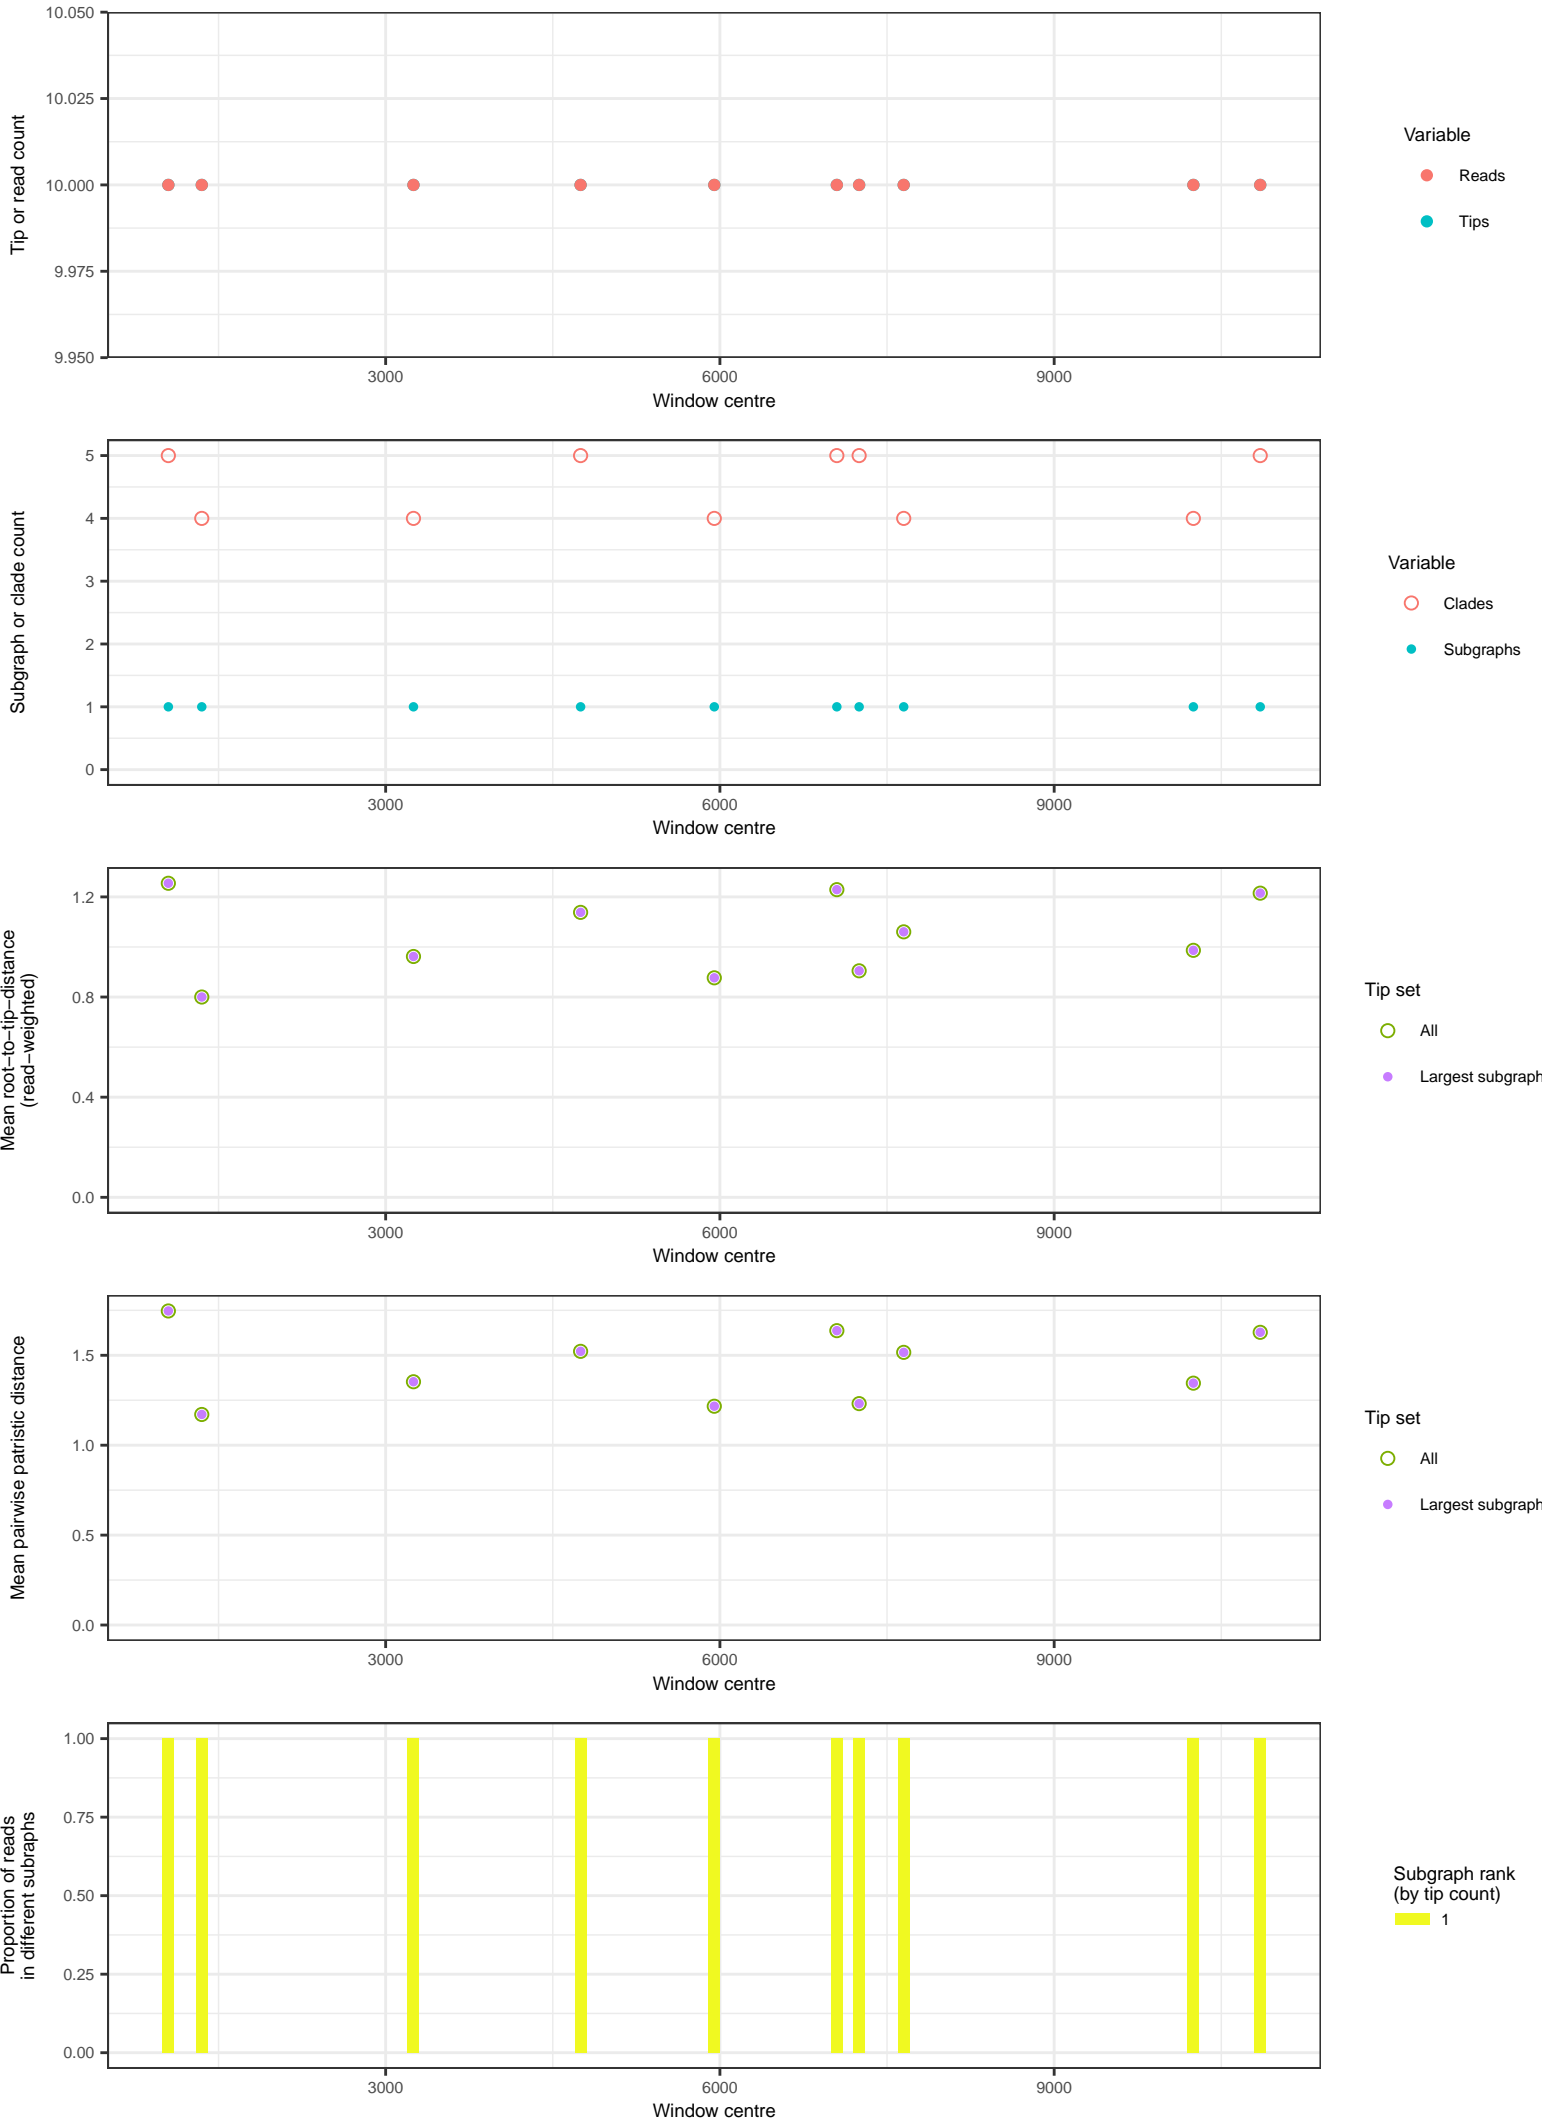 10.050
10.025
10.000
9.975
9.950
Tip or read count
3000
6000
9000
Window centre
Variable
Reads
Tips
5
4
3
2
1
0
Subgraph or clade count
3000
6000
9000
Window centre
Variable
Clades
Subgraphs
1.2
0.8
0.4
0.0
Mean root−to−tip−distance
(read−weighted)
3000
6000
9000
Window centre
Tip set
All
Largest subgraph
1.5
1.0
0.5
0.0
Mean pairwise patristic distance
3000
6000
9000
Window centre
Tip set
All
Largest subgraph
1.00
0.75
0.50
0.25
0.00
Proportion of reads
in different subraphs
3000
6000
9000
Window centre
Subgraph rank
(by tip count)
1